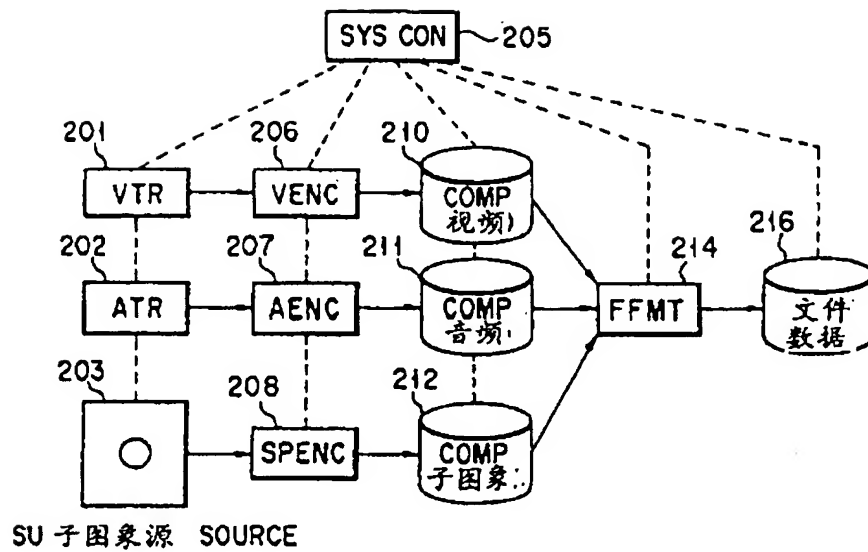 SYS CON 205
201 206 210
VTR VENC COMP
视频
202 207 211 214 216
ATR AENC COMP
音频
FFMT
文件
数据
203 208 212
SPENC COMP
子图象
SU 子图象源 SOURCE